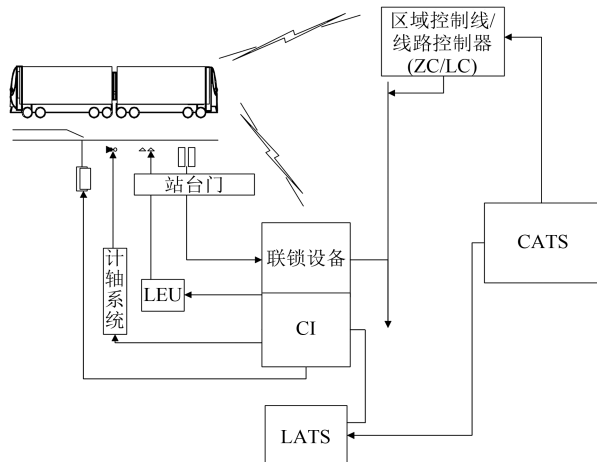 区域控制线/
线路控制器
(ZC/LC)
站台门
联锁设备
CATS
计轴系统
LEU
CI
LATS